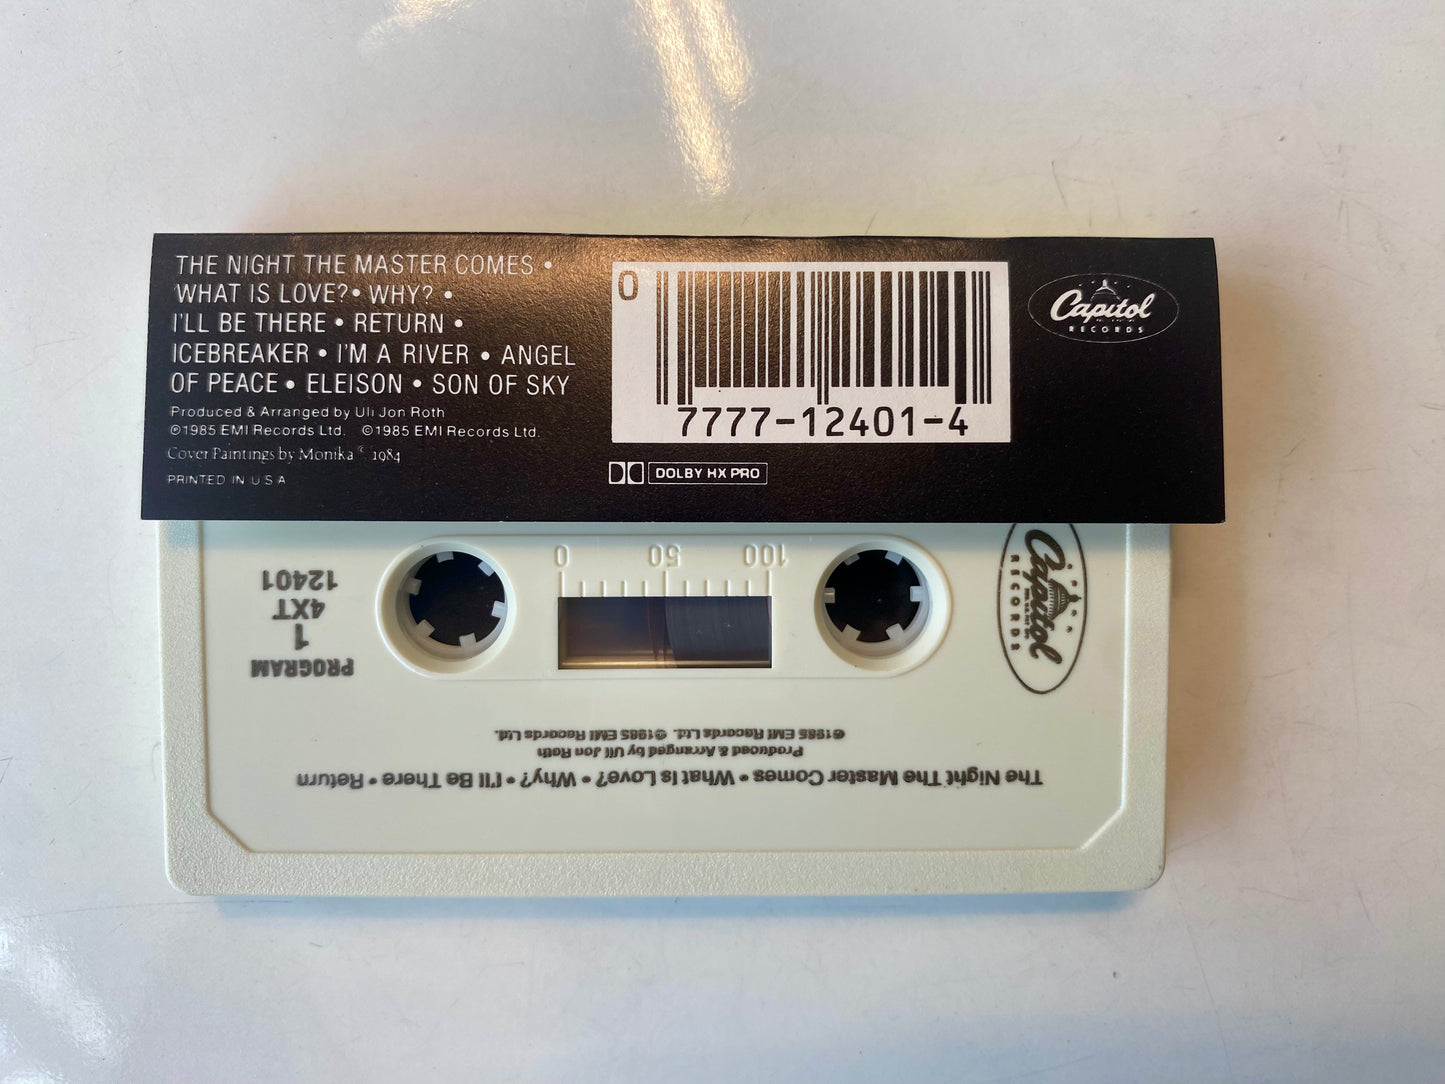 THE NIGHT THE MASTER COMES •
WHAT IS LOVE? • WHY? •
I'LL BE THERE • RETURN •
ICEBREAKER • I'M A RIVER • ANGEL
OF PEACE • ELEISON • SON OF SKY
Produced & Arranged by Uli Jon Roth
℗1985 EMI Records Ltd. ©1985 EMI Records Ltd.
Cover Paintings by Monika © 1984
PRINTED IN U S A
0
7777-12401-4
DOLBY HX PRO
Capitol
RECORDS
0 50 100
Capitol
RECORDS
PROGRAM
1
4XT
12401
The Night The Master Comes • What Is Love? • Why? • I'll Be There • Return
Produced & Arranged by Uli Jon Roth
℗1985 EMI Records Ltd. ©1985 EMI Records Ltd.